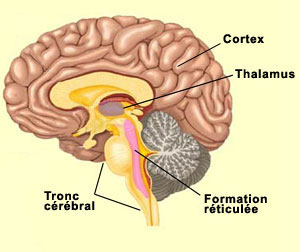 Cortex
Thalamus
Tronc
cérébral
Formation
réticulée